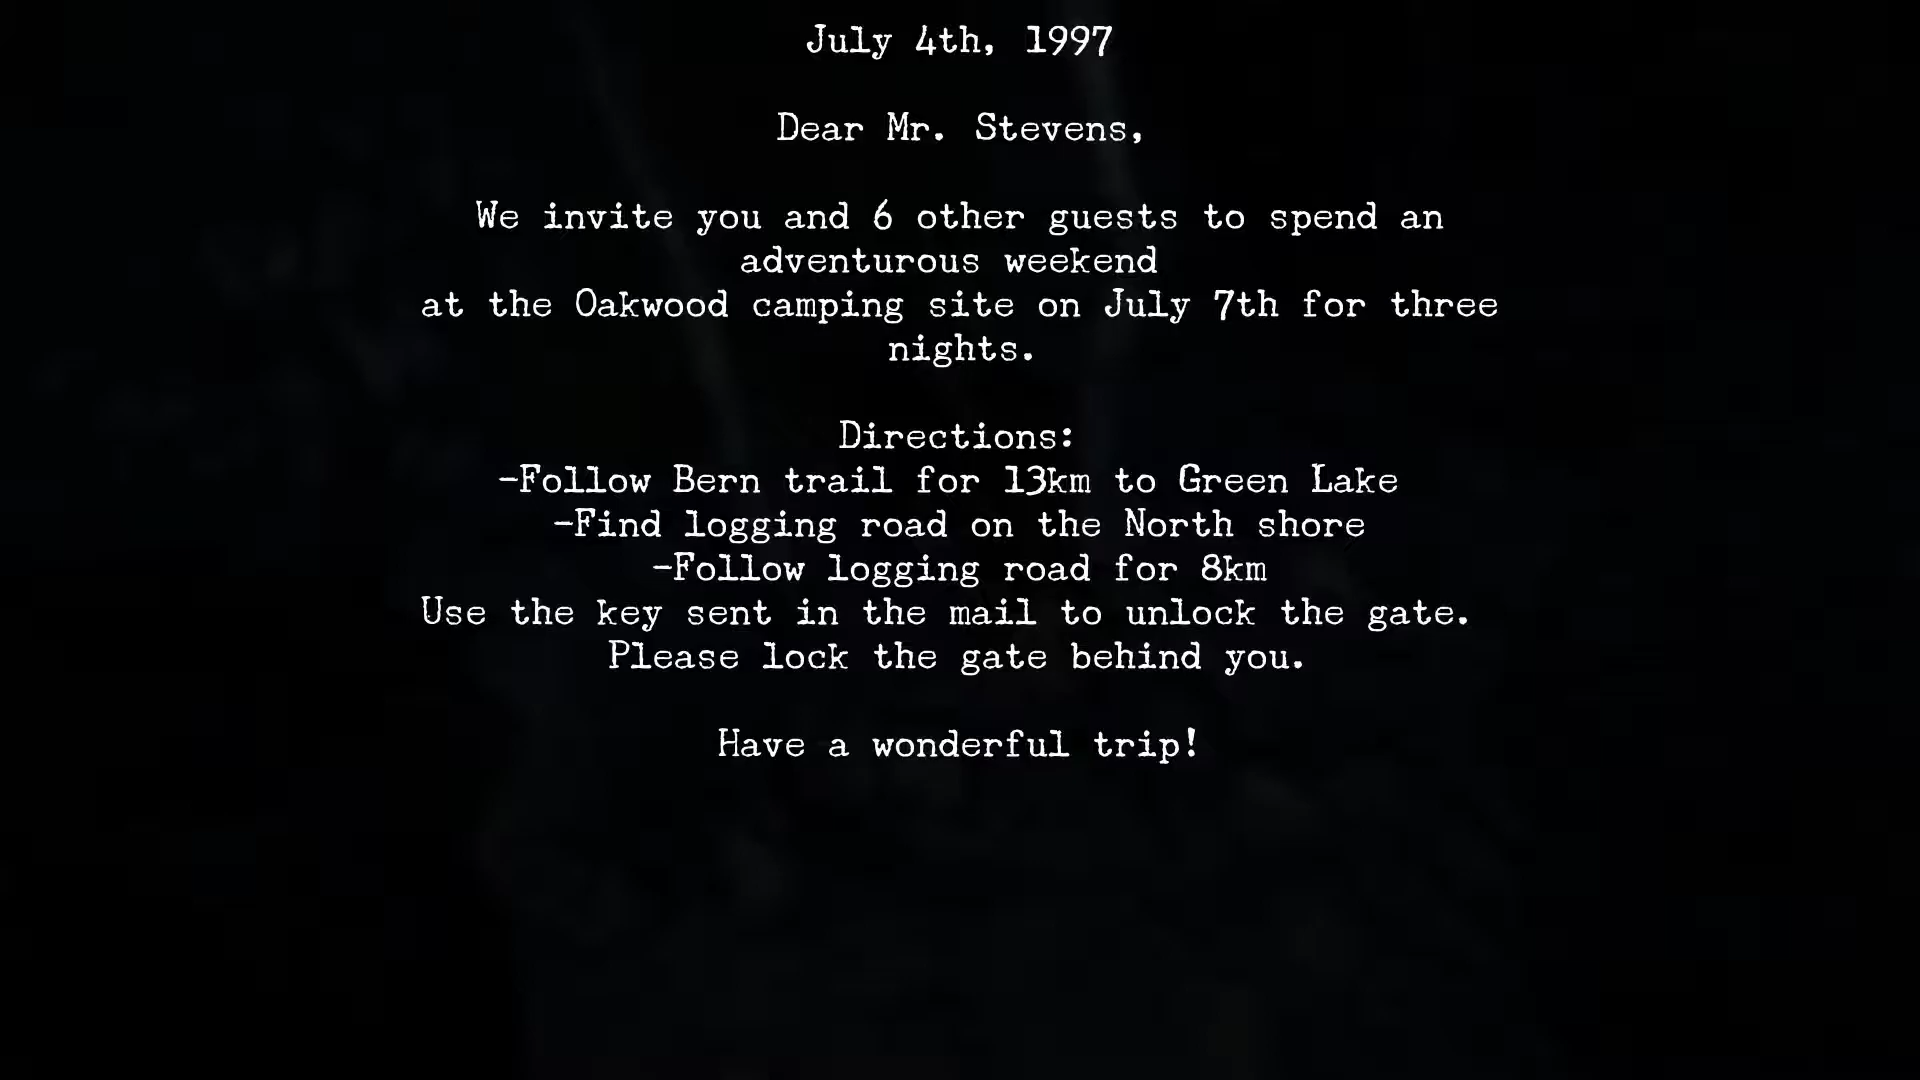 July 4th, 1997
Dear Mr. Stevens,
We invite you and 6 other guests to spend an
adventurous weekend
at the Oakwood camping site on July 7th for three
nights.
Directions:
-Follow Bern trail for 13km to Green Lake
-Find logging road on the North shore
-Follow logging road for 8km
Use the key sent in the mail to unlock the gate.
Please lock the gate behind you.
Have a wonderful trip!